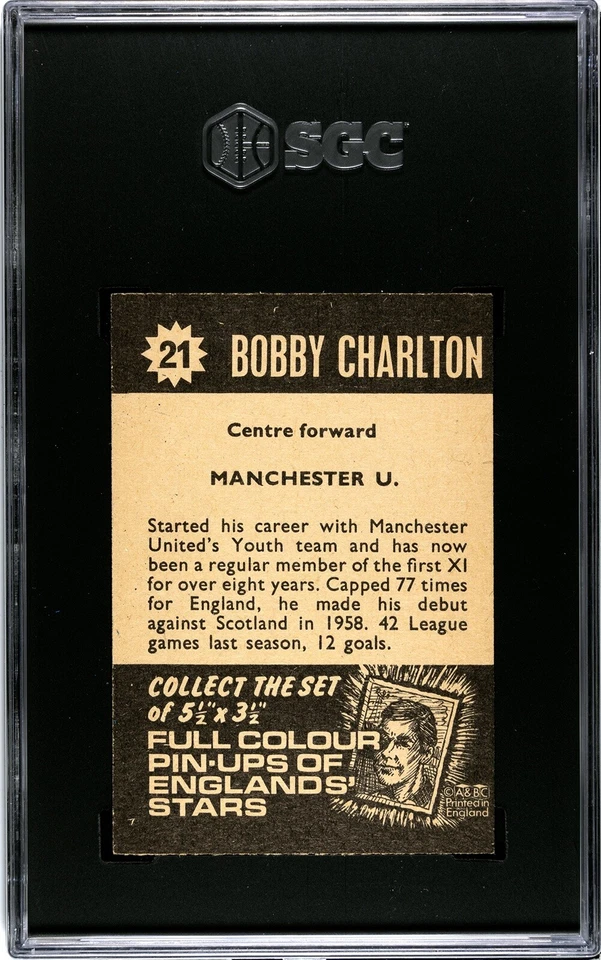 SGC
21 BOBBY CHARLTON
Centre forward
MANCHESTER U.
Started his career with Manchester
United's Youth team and has now
been a regular member of the first XI
for over eight years. Capped 77 times
for England, he made his debut
against Scotland in 1958. 42 League
games last season, 12 goals.
COLLECT THE SET
of 5½" x 3½"
FULL COLOUR
PIN-UPS OF
ENGLANDS'
STARS
© A & BC
Printed in
England
7